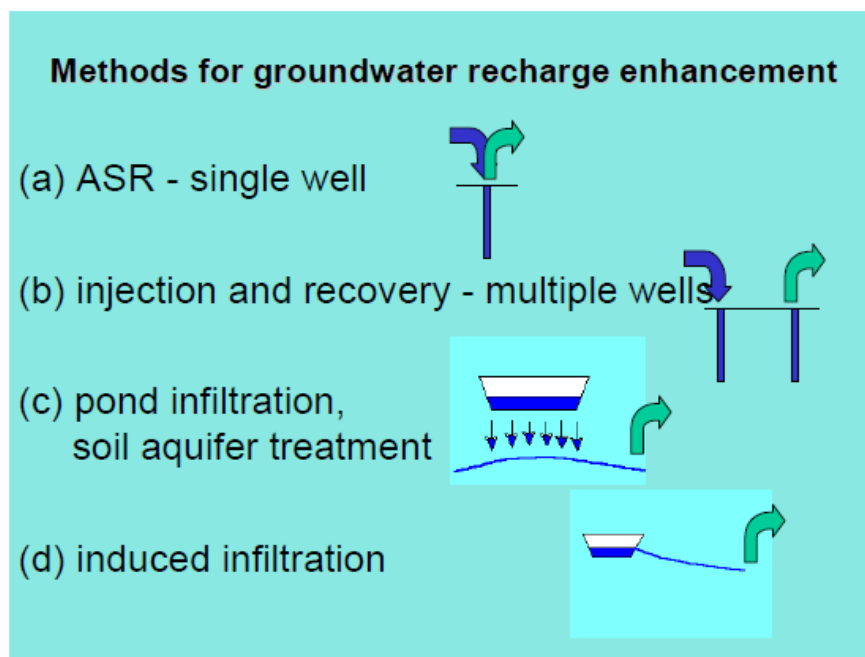 Methods for groundwater recharge enhancement
(a) ASR - single well
(b) injection and recovery - multiple wells
(c) pond infiltration,
soil aquifer treatment
(d) induced infiltration